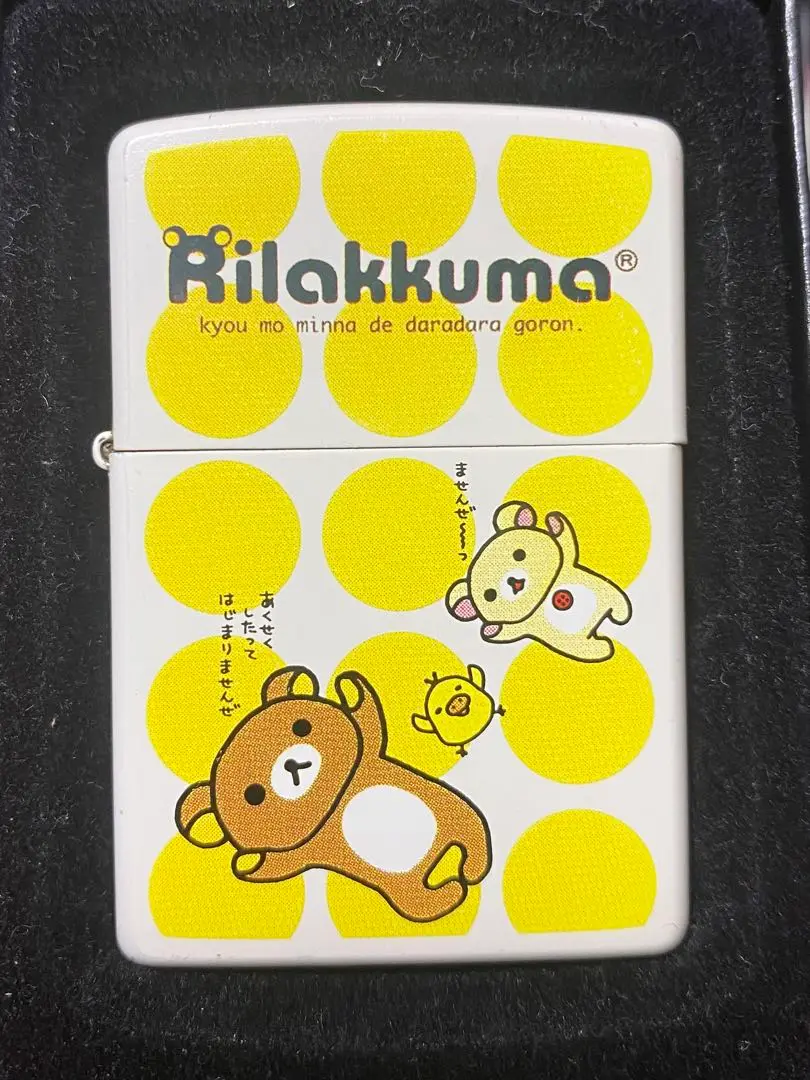 Rilakkuma®
kyou mo minna de daradara goron.
ませんぜ〜〜〜っ
あくせく
したって
はじまりませんぜ